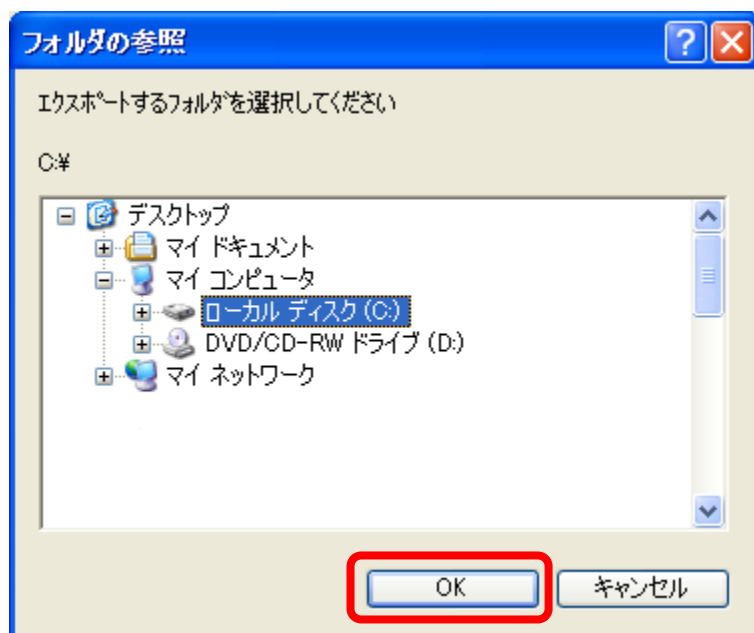 フォルダの参照
エクスポートするフォルダを選択してください
C:¥
デスクトップ
マイ ドキュメント
マイ コンピュータ
ローカル ディスク (C:)
DVD/CD-RW ドライブ (D:)
マイ ネットワーク
OK キャンセル